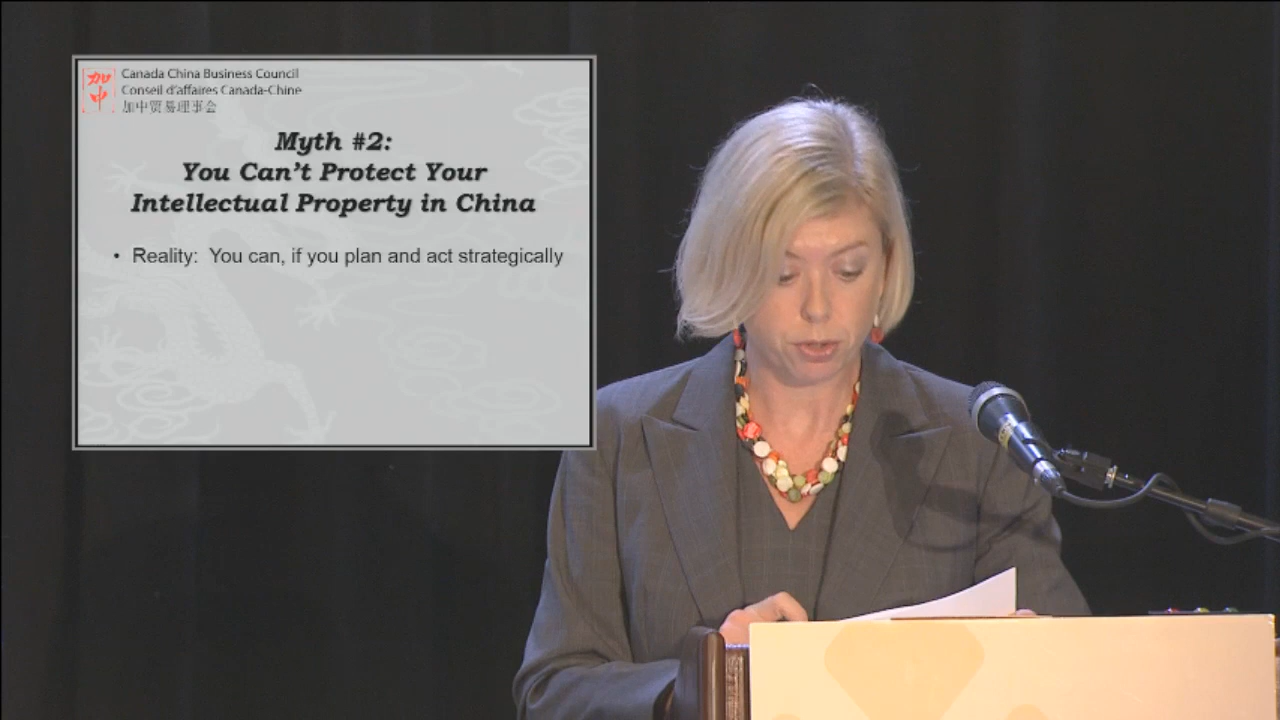 加中
Canada China Business Council
Conseil d'affaires Canada-Chine
加中贸易理事会
Myth #2:
You Can't Protect Your
Intellectual Property in China
• Reality:  You can, if you plan and act strategically